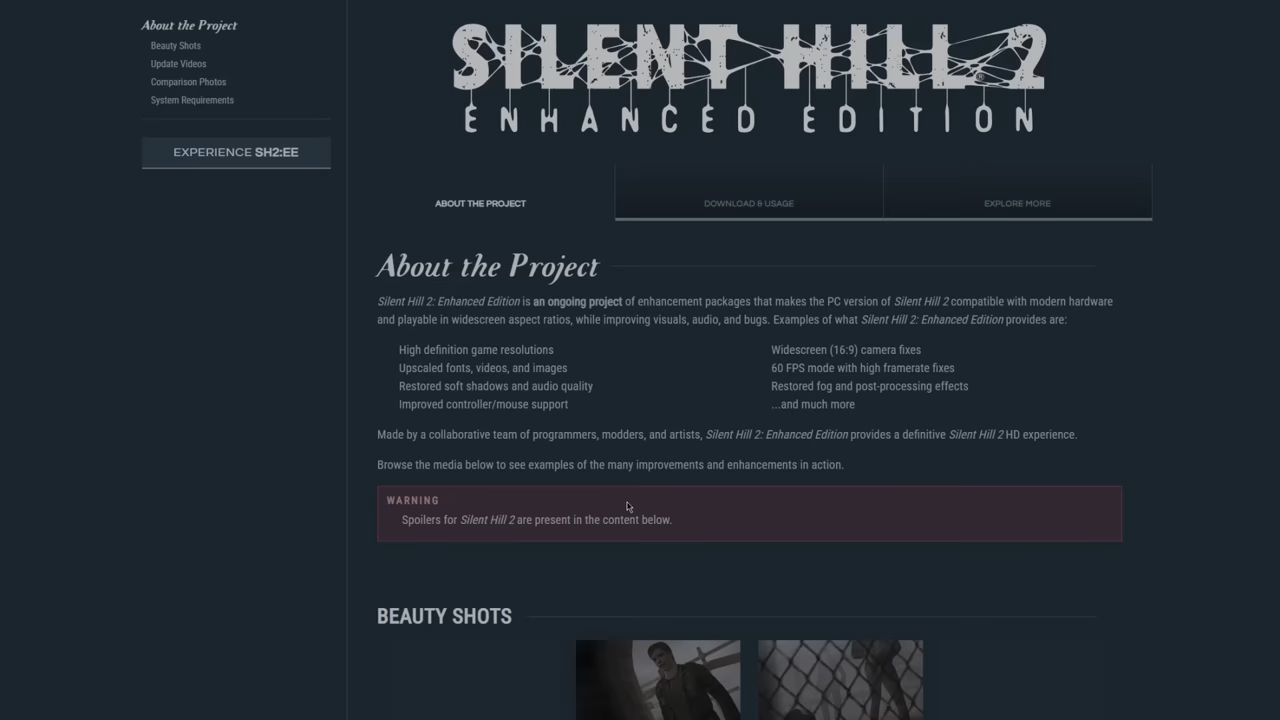 About the Project
Beauty Shots
Update Videos
Comparison Photos
System Requirements
EXPERIENCE SH2:EE
SILENT HILL 2
®
ENHANCED EDITION
ABOUT THE PROJECT
DOWNLOAD & USAGE
EXPLORE MORE
About the Project
Silent Hill 2: Enhanced Edition is an ongoing project of enhancement packages that makes the PC version of Silent Hill 2 compatible with modern hardware
and playable in widescreen aspect ratios, while improving visuals, audio, and bugs. Examples of what Silent Hill 2: Enhanced Edition provides are:
High definition game resolutions
Upscaled fonts, videos, and images
Restored soft shadows and audio quality
Improved controller/mouse support
Widescreen (16:9) camera fixes
60 FPS mode with high framerate fixes
Restored fog and post-processing effects
...and much more
Made by a collaborative team of programmers, modders, and artists, Silent Hill 2: Enhanced Edition provides a definitive Silent Hill 2 HD experience.
Browse the media below to see examples of the many improvements and enhancements in action.
WARNING
Spoilers for Silent Hill 2 are present in the content below.
BEAUTY SHOTS